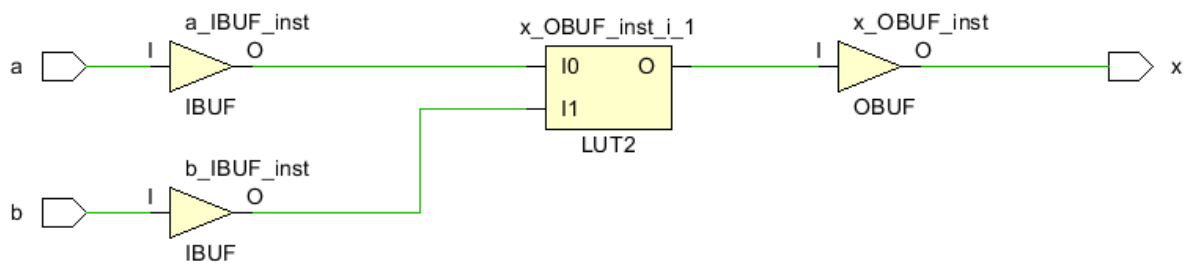 a_IBUF_inst
x_OBUF_inst_i_1
x_OBUF_inst
a
I
O
I0
O
I
O
x
IBUF
I1
OBUF
LUT2
b_IBUF_inst
b
I
O
IBUF